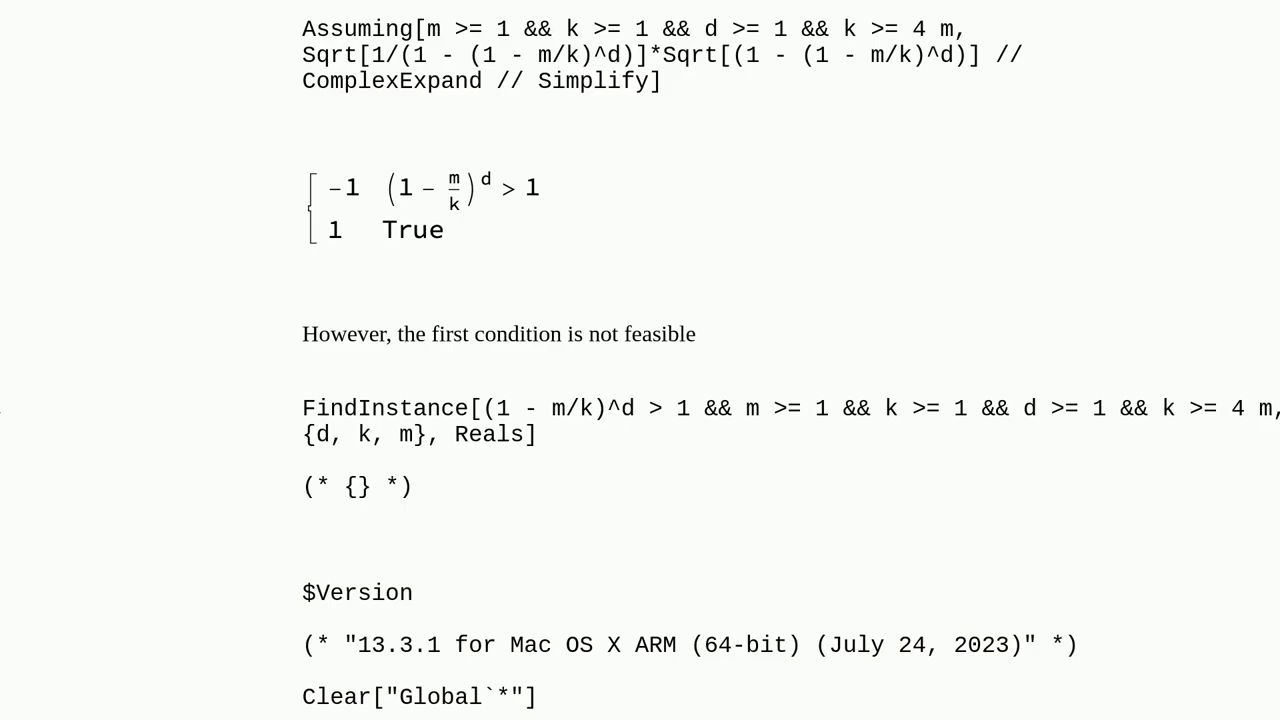 Assuming[m >= 1 && k >= 1 && d >= 1 && k >= 4 m,
Sqrt[1/(1 - (1 - m/k)^d)]*Sqrt[(1 - (1 - m/k)^d)] //
ComplexExpand // Simplify]
{ -1 (1 - m/k)^d > 1
1 True
However, the first condition is not feasible
FindInstance[(1 - m/k)^d > 1 && m >= 1 && k >= 1 && d >= 1 && k >= 4 m,
{d, k, m}, Reals]
(* {} *)
$Version
(* "13.3.1 for Mac OS X ARM (64-bit) (July 24, 2023)" *)
Clear["Global`*"]